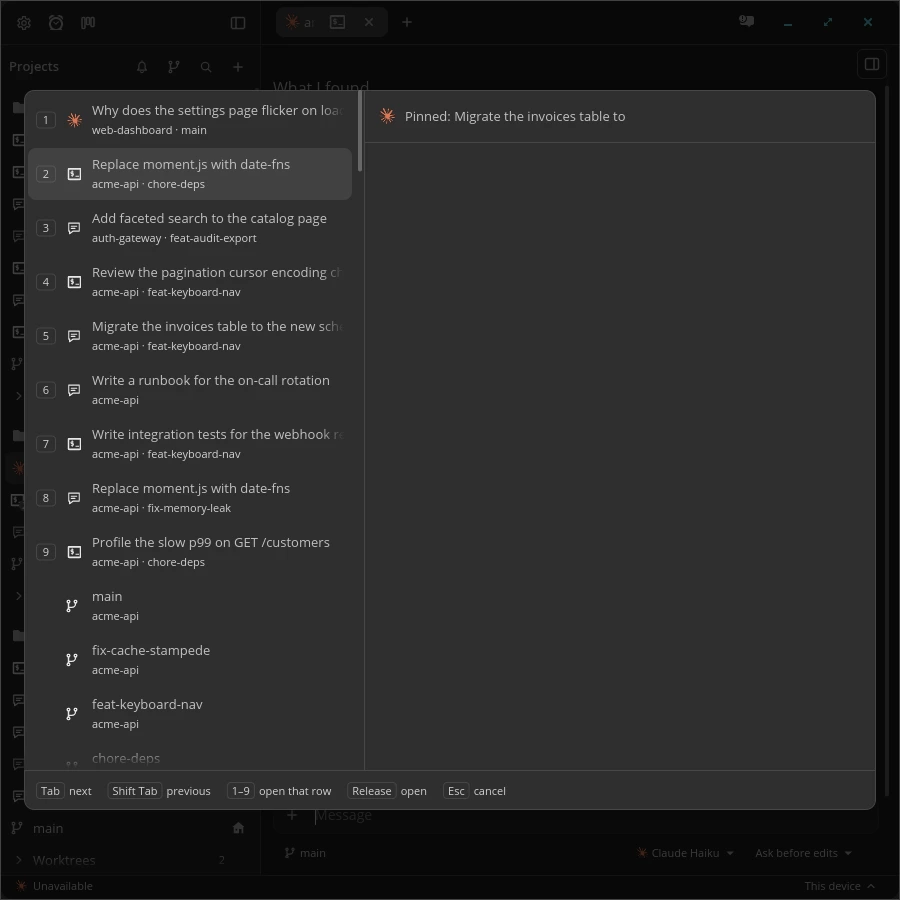 Projects
What I found
1
Why does the settings page flicker on loa
web-dashboard · main
2
Replace moment.js with date-fns
acme-api · chore-deps
3
Add faceted search to the catalog page
auth-gateway · feat-audit-export
4
Review the pagination cursor encoding
acme-api · feat-keyboard-nav
5
Migrate the invoices table to the new sch
acme-api · feat-keyboard-nav
6
Write a runbook for the on-call rotation
acme-api
7
Write integration tests for the webhook
acme-api · feat-keyboard-nav
8
Replace moment.js with date-fns
acme-api · fix-memory-leak
9
Profile the slow p99 on GET /customers
acme-api · chore-deps
main
acme-api
fix-cache-stampede
acme-api
feat-keyboard-nav
acme-api
chore-deps
Pinned: Migrate the invoices table to
Tab next Shift Tab previous 1–9 open that row Release open Esc cancel
Message
main
Worktrees 2
main Claude Haiku Ask before edits
Unavailable This device